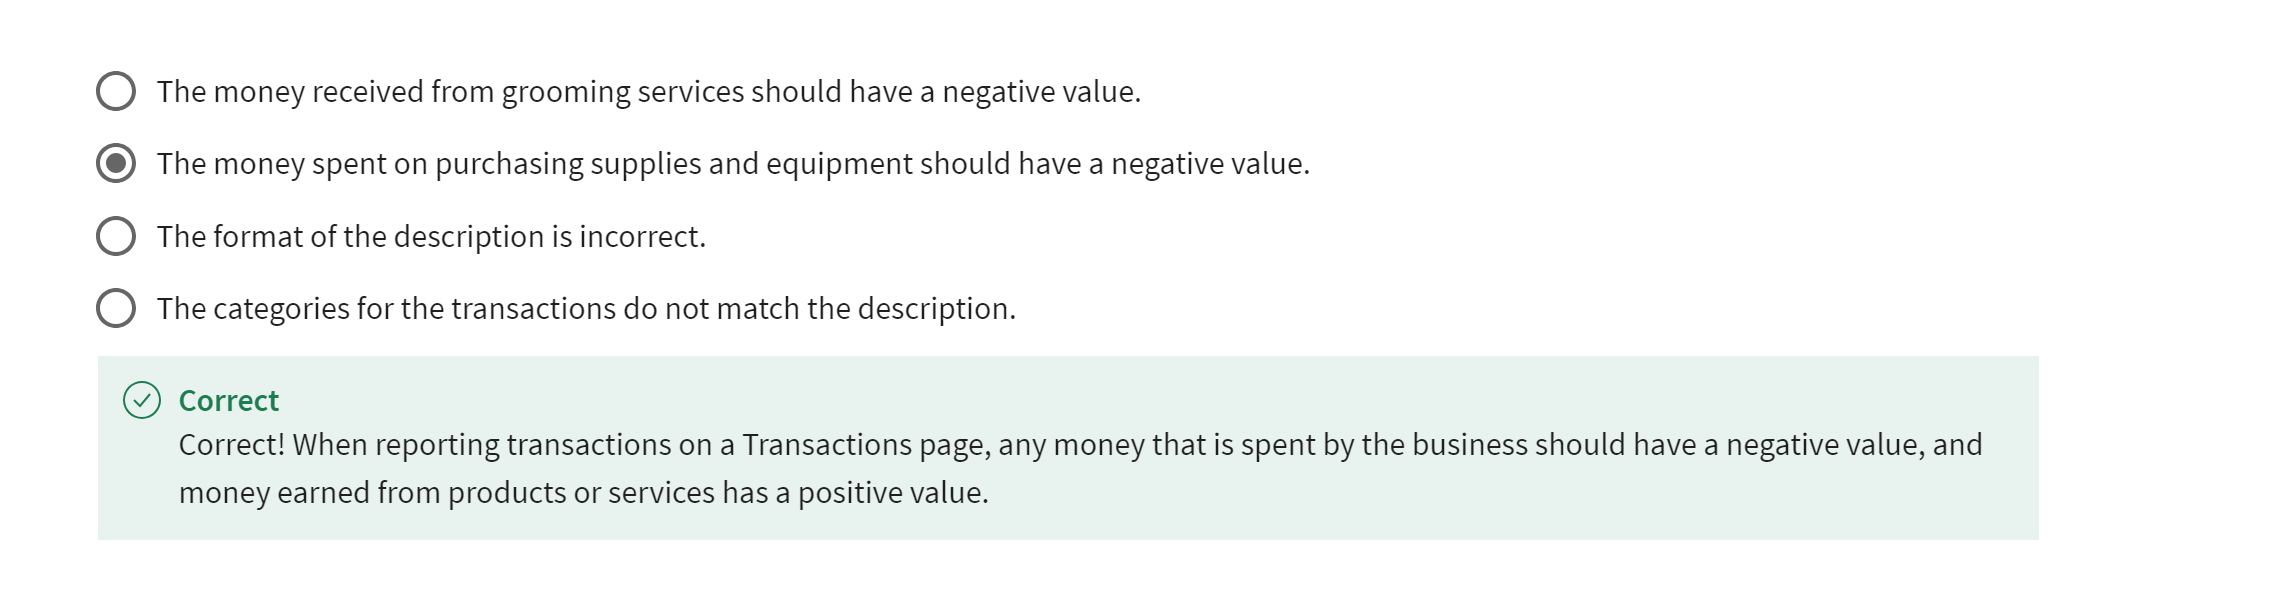 The money received from grooming services should have a negative value.
The money spent on purchasing supplies and equipment should have a negative value.
The format of the description is incorrect.
The categories for the transactions do not match the description.
Correct
Correct! When reporting transactions on a Transactions page, any money that is spent by the business should have a negative value, and
money earned from products or services has a positive value.